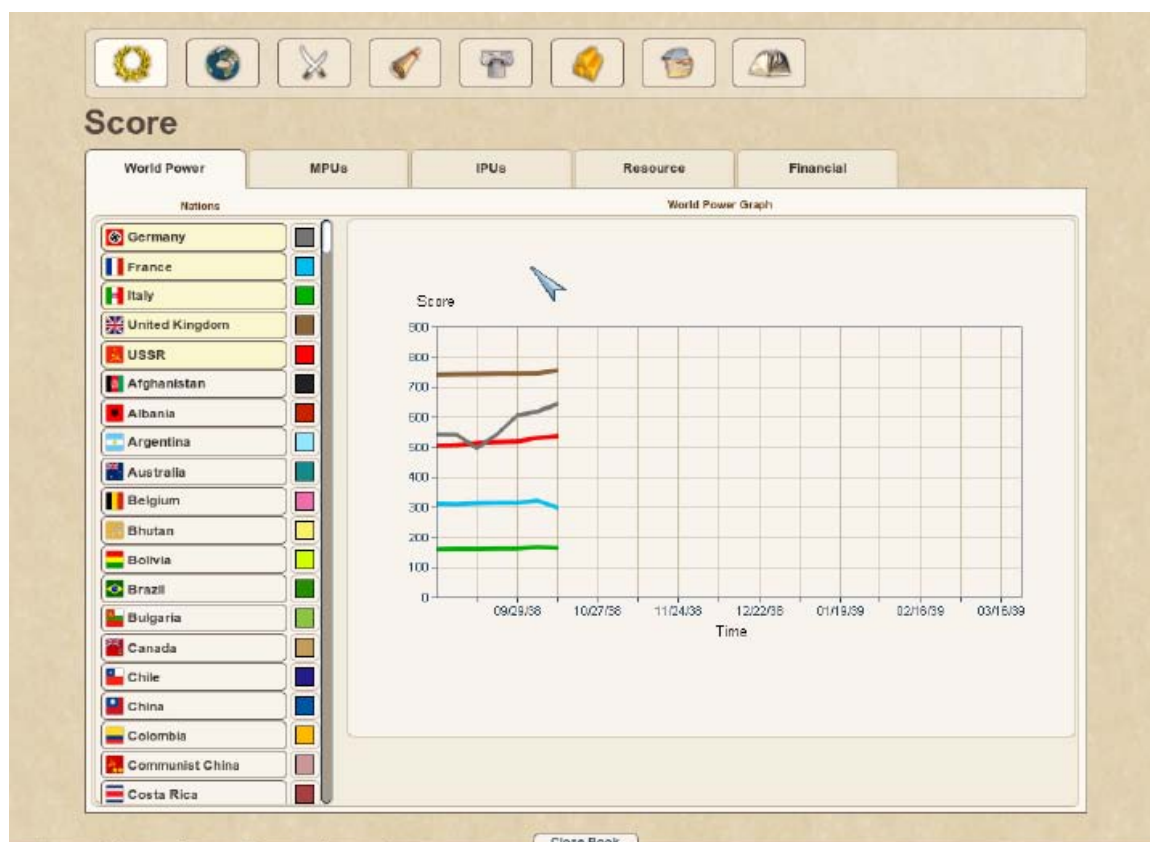 Score
World Power MPUs IPUs Resource Financial
Nations World Power Graph
Germany
France
Italy
United Kingdom
USSR
Afghanistan
Albania
Argentina
Australia
Belgium
Bhutan
Bolivia
Brazil
Bulgaria
Canada
Chile
China
Colombia
Communist China
Costa Rica
Score
900
800
700
600
500
400
300
200
100
0
09/29/38 10/27/38 11/24/38 12/22/38 01/19/39 02/16/39 03/16/39
Time
Close Book